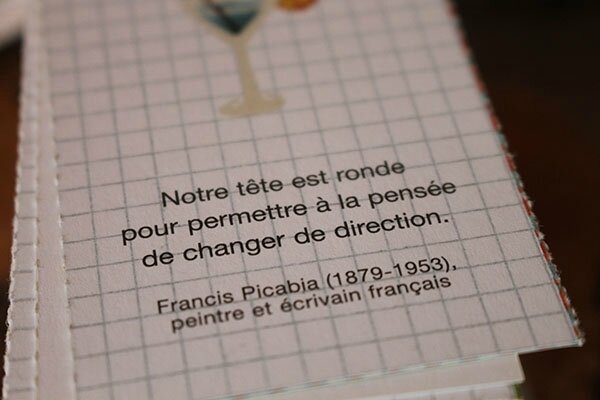 Notre tête est ronde
pour permettre à la pensée
de changer de direction.
Francis Picabia (1879-1953),
peintre et écrivain français